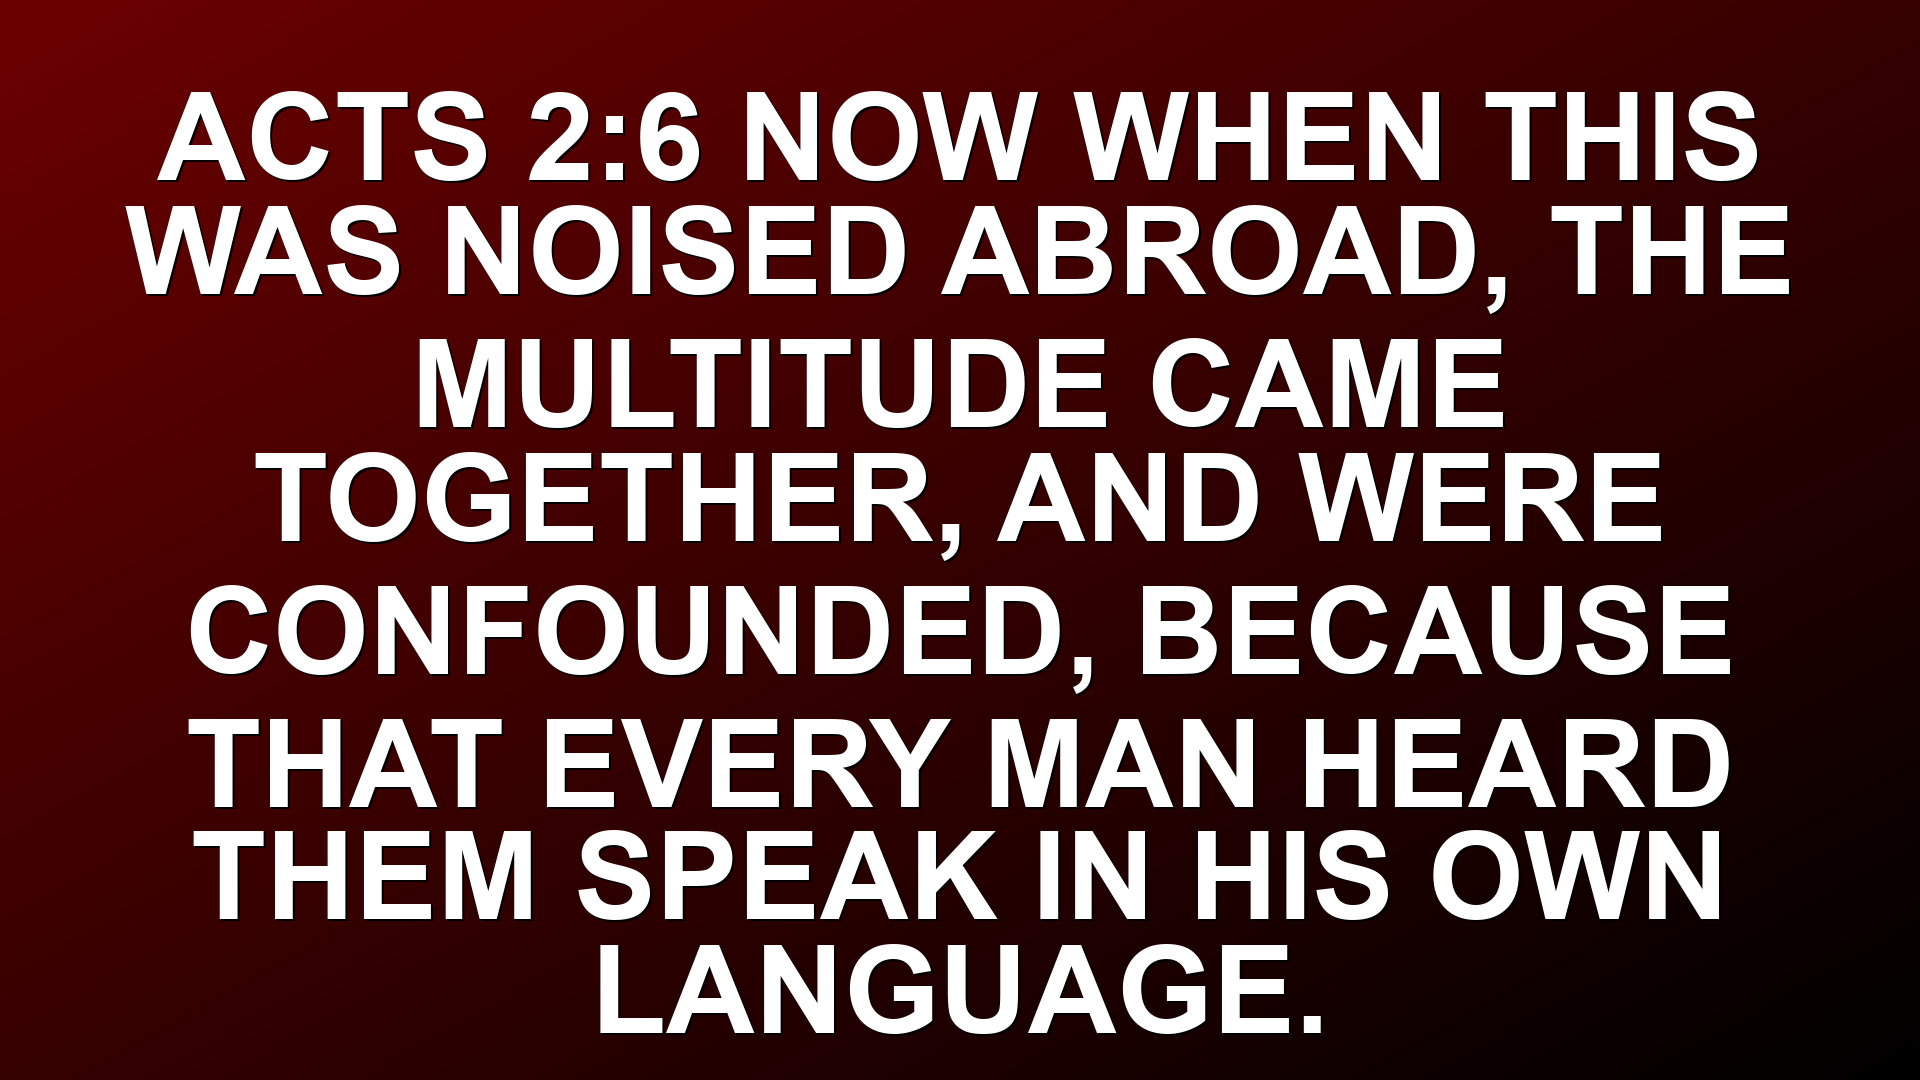 ACTS 2:6 NOW WHEN THIS
WAS NOISED ABROAD, THE
MULTITUDE CAME
TOGETHER, AND WERE
CONFOUNDED, BECAUSE
THAT EVERY MAN HEARD
THEM SPEAK IN HIS OWN
LANGUAGE.